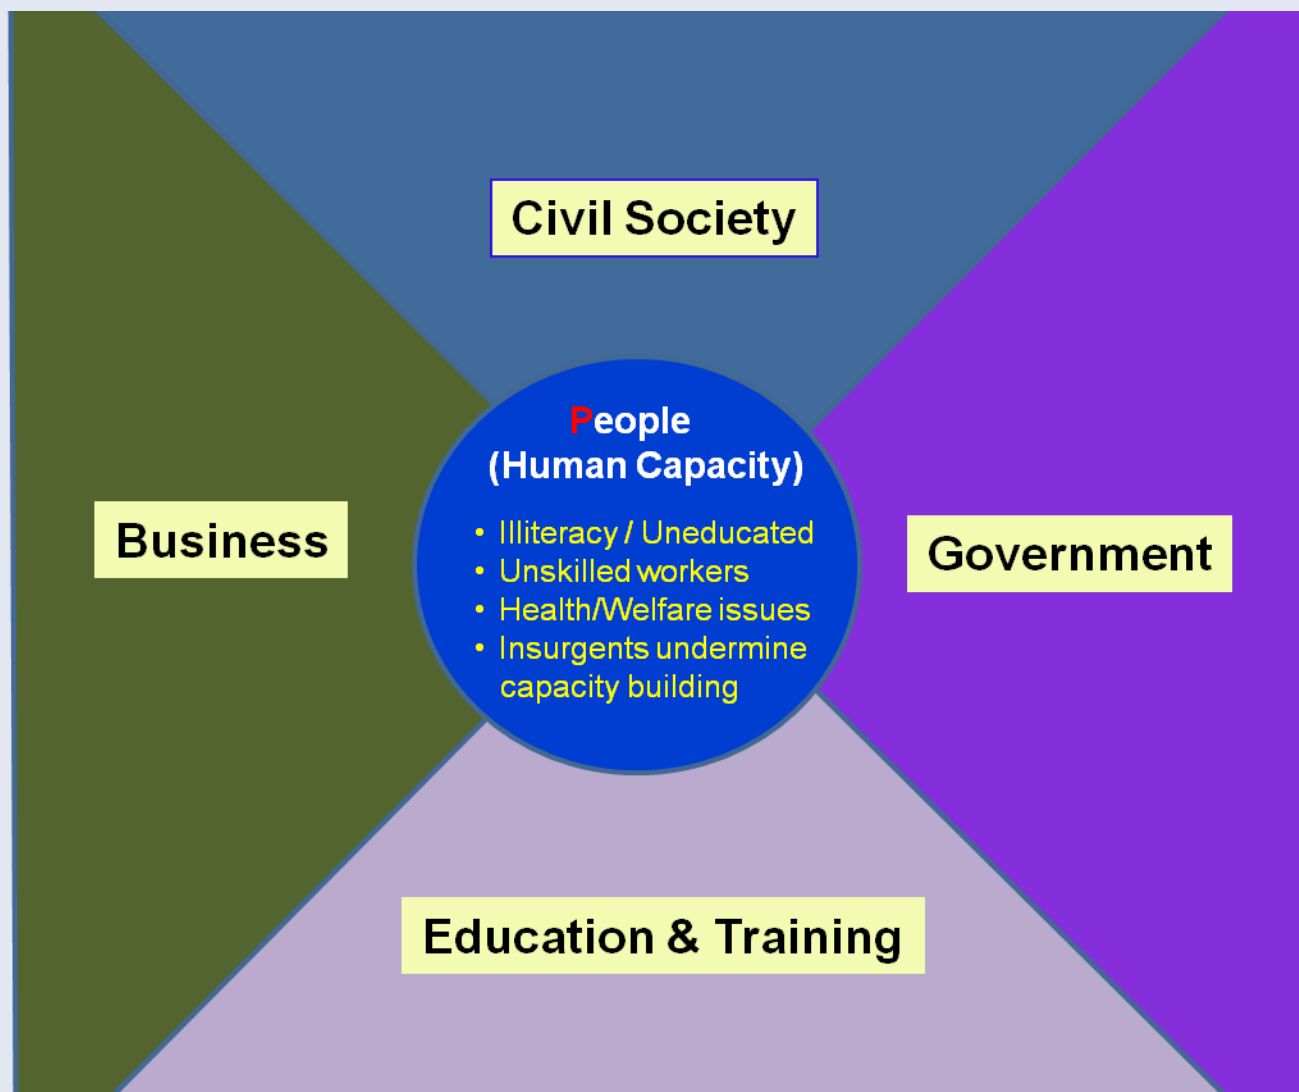 Civil Society
People
(Human Capacity)
• Illiteracy / Uneducated
• Unskilled workers
• Health/Welfare issues
• Insurgents undermine
capacity building
Business
Government
Education & Training